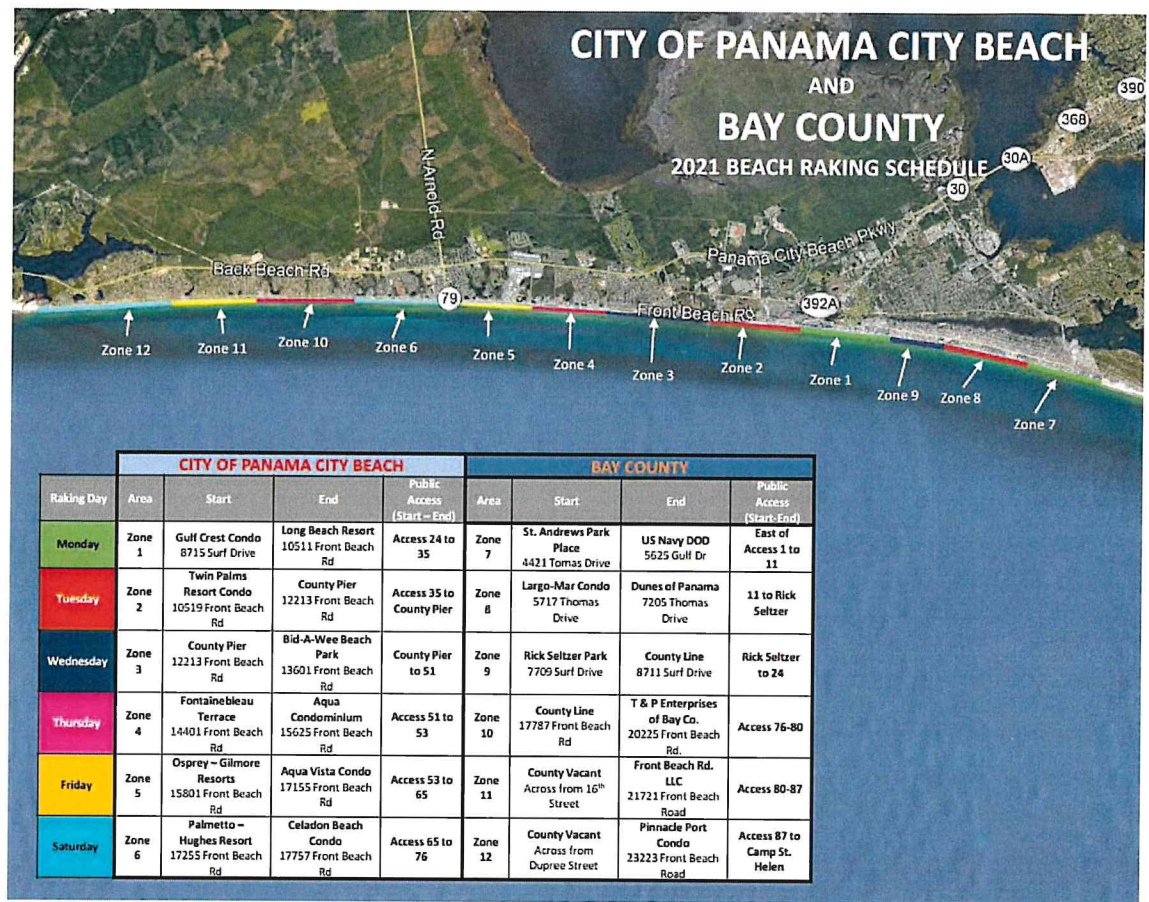 CITY OF PANAMA CITY BEACH
AND
BAY COUNTY
2021 BEACH RAKING SCHEDULE
390
368
30A
30
N Arnold Rd
Panama City Beach Pkwy
Back Beach Rd
79
Front Beach Rd
392A
Zone 12
Zone 11
Zone 10
Zone 6
Zone 5
Zone 4
Zone 3
Zone 2
Zone 1
Zone 9
Zone 8
Zone 7
CITY OF PANAMA CITY BEACH
BAY COUNTY
Raking Day
Area
Start
End
Public
Access
(Start – End)
Area
Start
End
Public
Access
(Start-End)
Monday
Zone
1
Gulf Crest Condo
8715 Surf Drive
Long Beach Resort
10511 Front Beach
Rd
Access 24 to
35
Zone
7
St. Andrews Park
Place
4421 Tomas Drive
US Navy DOD
5625 Gulf Dr
East of
Access 1 to
11
Tuesday
Zone
2
Twin Palms
Resort Condo
10519 Front Beach
Rd
County Pier
12213 Front Beach
Rd
Access 35 to
County Pier
Zone
8
Largo-Mar Condo
5717 Thomas
Drive
Dunes of Panama
7205 Thomas
Drive
11 to Rick
Seltzer
Wednesday
Zone
3
County Pier
12213 Front Beach
Rd
Bid-A-Wee Beach
Park
13601 Front Beach
Rd
County Pier
to 51
Zone
9
Rick Seltzer Park
7709 Surf Drive
County Line
8711 Surf Drive
Rick Seltzer
to 24
Thursday
Zone
4
Fontainebleau
Terrace
14401 Front Beach
Rd
Aqua
Condominium
15625 Front Beach
Rd
Access 51 to
53
Zone
10
County Line
17787 Front Beach
Rd
T & P Enterprises
of Bay Co.
20225 Front Beach
Rd.
Access 76-80
Friday
Zone
5
Osprey – Gilmore
Resorts
15801 Front Beach
Rd
Aqua Vista Condo
17155 Front Beach
Rd
Access 53 to
65
Zone
11
County Vacant
Across from 16th
Street
Front Beach Rd.
LLC
21721 Front Beach
Road
Access 80-87
Saturday
Zone
6
Palmetto –
Hughes Resort
17255 Front Beach
Rd
Celadon Beach
Condo
17757 Front Beach
Rd
Access 65 to
76
Zone
12
County Vacant
Across from
Dupree Street
Pinnacle Port
Condo
23223 Front Beach
Road
Access 87 to
Camp St.
Helen